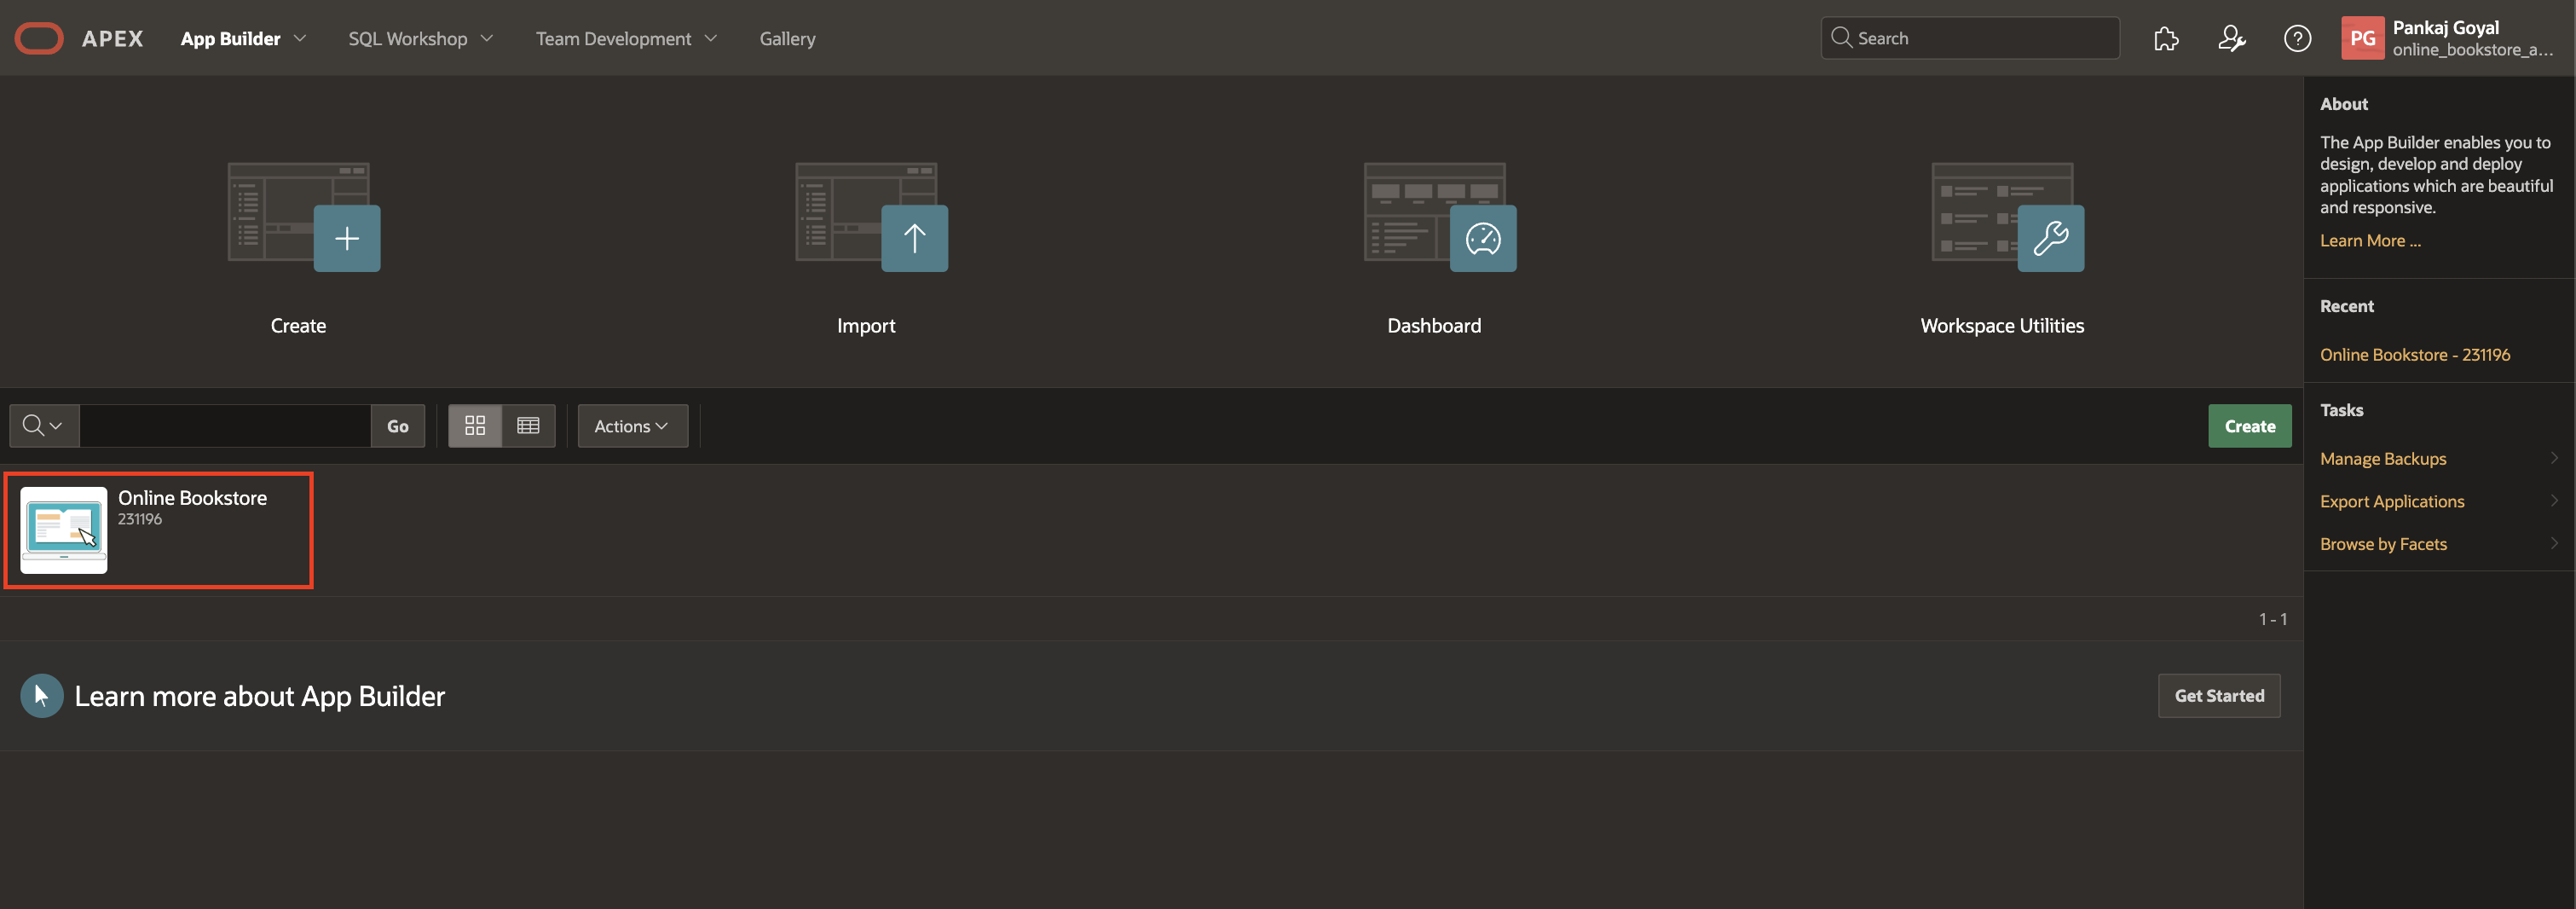 APEX App Builder SQL Workshop Team Development Gallery Search PG Pankaj Goyal
online_bookstore_a...
Create Import Dashboard Workspace Utilities
Go Actions Create
Online Bookstore
231196
1 - 1
Learn more about App Builder Get Started
About
The App Builder enables you to
design, develop and deploy
applications which are beautiful
and responsive.
Learn More ...
Recent
Online Bookstore - 231196
Tasks
Manage Backups
Export Applications
Browse by Facets